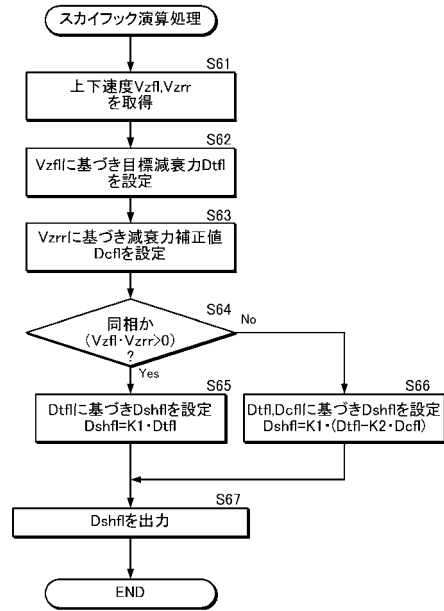 スカイフック演算処理
S61
上下速度Vzfl,Vzrr
を取得
S62
Vzflに基づき目標減衰力Dtfl
を設定
S63
Vzrrに基づき減衰力補正値
Dcflを設定
S64
同相か
(Vzfl･Vzrr>0)
?
No
Yes
S65
Dtflに基づきDshflを設定
Dshfl=K1･Dtfl
S66
Dtfl,Dcflに基づきDshflを設定
Dshfl=K1･(Dtfl-K2･Dcfl)
S67
Dshflを出力
END